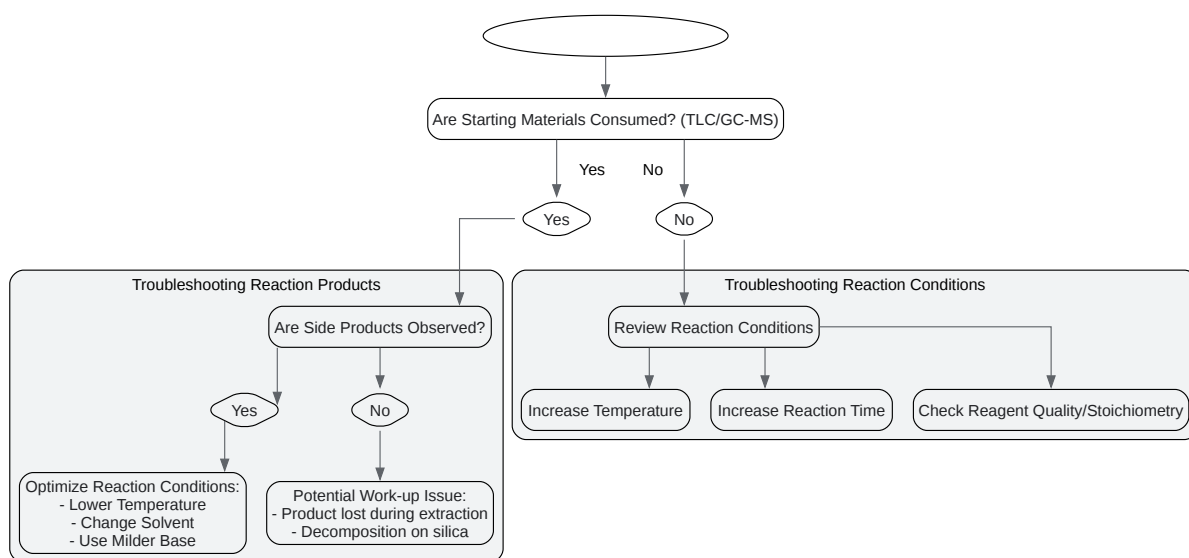 Are Starting Materials Consumed? (TLC/GC-MS)
Yes
No
Yes
No
Troubleshooting Reaction Products
Troubleshooting Reaction Conditions
Are Side Products Observed?
Review Reaction Conditions
Yes
No
Increase Temperature
Increase Reaction Time
Check Reagent Quality/Stoichiometry
Optimize Reaction Conditions:
- Lower Temperature
- Change Solvent
- Use Milder Base
Potential Work-up Issue:
- Product lost during extraction
- Decomposition on silica